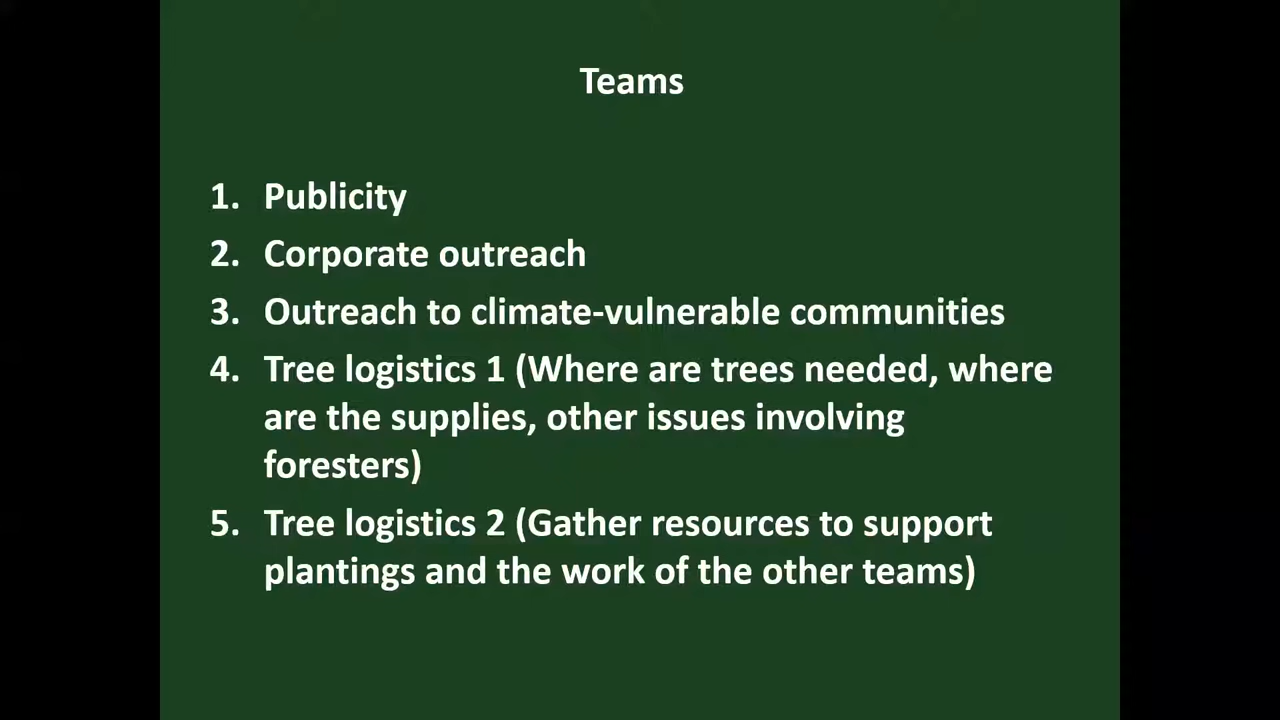 Teams
1. Publicity
2. Corporate outreach
3. Outreach to climate-vulnerable communities
4. Tree logistics 1 (Where are trees needed, where
are the supplies, other issues involving
foresters)
5. Tree logistics 2 (Gather resources to support
plantings and the work of the other teams)